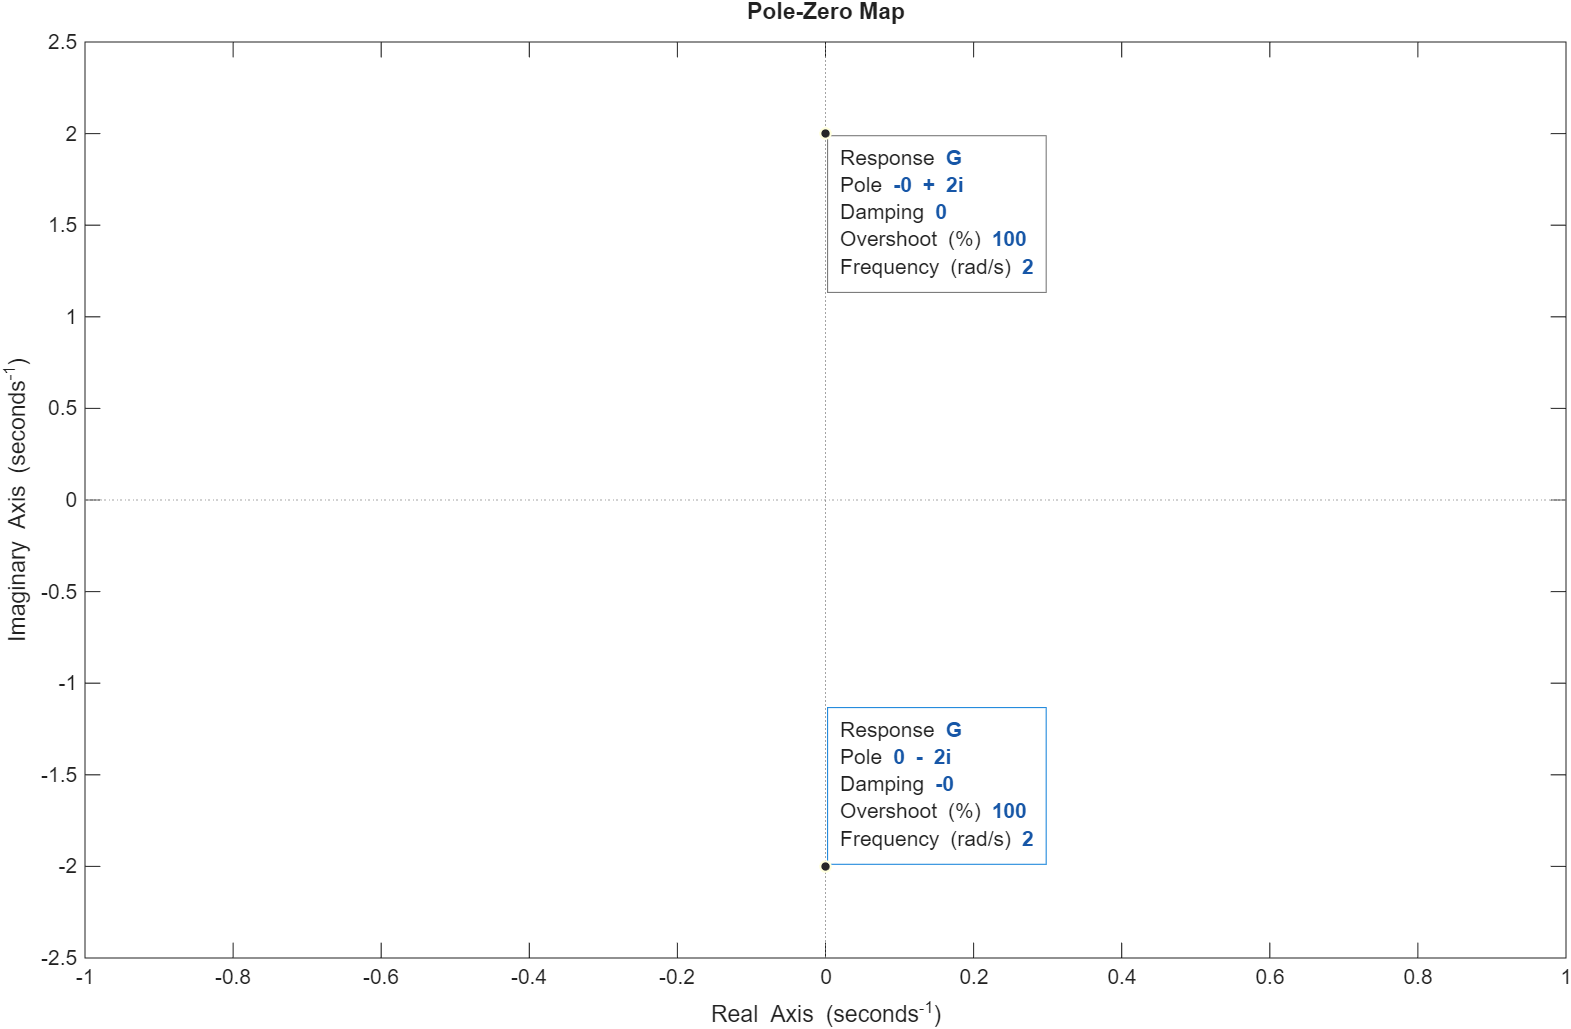 Pole-Zero Map
2.5
2
1.5
1
0.5
0
-0.5
-1
-1.5
-2
-2.5
Imaginary Axis (seconds-1)
Response G
Pole -0 + 2i
Damping 0
Overshoot (%) 100
Frequency (rad/s) 2
Response G
Pole 0 - 2i
Damping -0
Overshoot (%) 100
Frequency (rad/s) 2
-1 -0.8 -0.6 -0.4 -0.2 0 0.2 0.4 0.6 0.8 1
Real Axis (seconds-1)